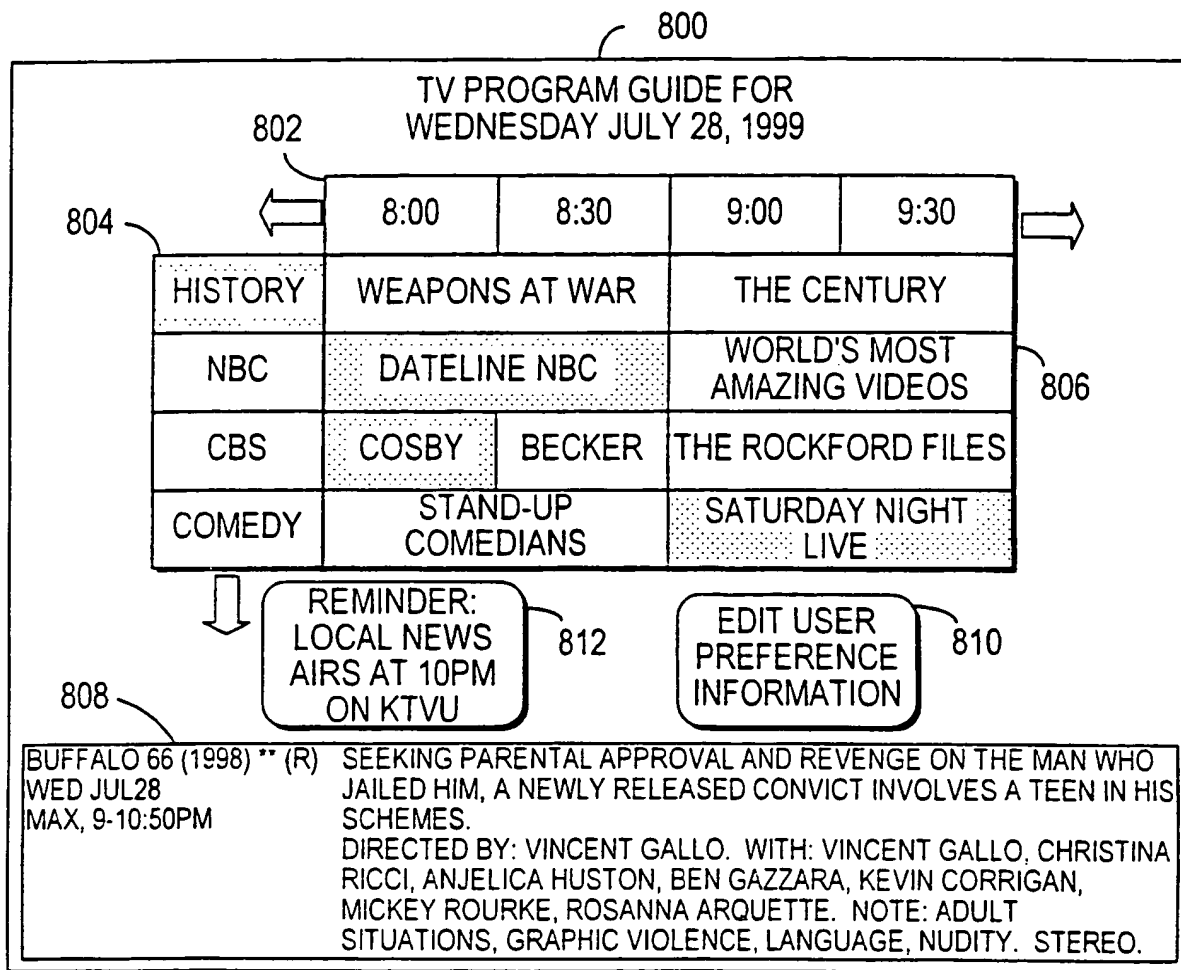 800
TV PROGRAM GUIDE FOR
WEDNESDAY JULY 28, 1999
802
8:00 8:30 9:00 9:30
804
HISTORY WEAPONS AT WAR THE CENTURY
NBC DATELINE NBC WORLD'S MOST
AMAZING VIDEOS
806
CBS COSBY BECKER THE ROCKFORD FILES
COMEDY STAND-UP
COMEDIANS
SATURDAY NIGHT
LIVE
REMINDER:
LOCAL NEWS
AIRS AT 10PM
ON KTVU
812
EDIT USER
PREFERENCE
INFORMATION
810
808
BUFFALO 66 (1998) ** (R)
WED JUL28
MAX, 9-10:50PM
SEEKING PARENTAL APPROVAL AND REVENGE ON THE MAN WHO
JAILED HIM, A NEWLY RELEASED CONVICT INVOLVES A TEEN IN HIS
SCHEMES.
DIRECTED BY: VINCENT GALLO. WITH: VINCENT GALLO, CHRISTINA
RICCI, ANJELICA HUSTON, BEN GAZZARA, KEVIN CORRIGAN,
MICKEY ROURKE, ROSANNA ARQUETTE. NOTE: ADULT
SITUATIONS, GRAPHIC VIOLENCE, LANGUAGE, NUDITY. STEREO.